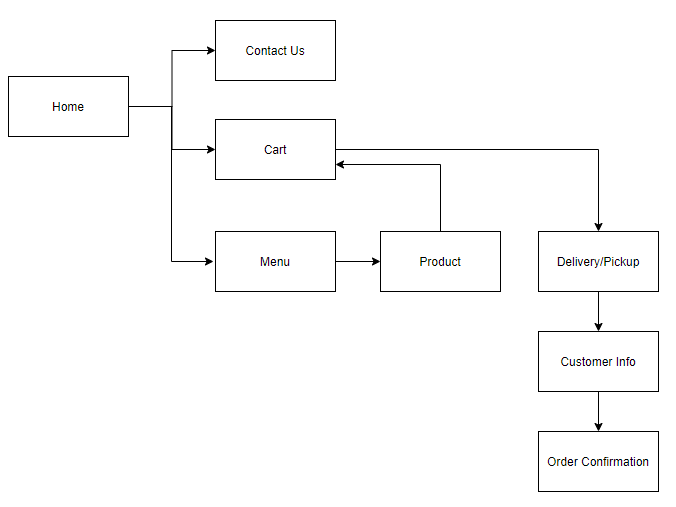 Contact Us
Home
Cart
Menu
Product
Delivery/Pickup
Customer Info
Order Confirmation